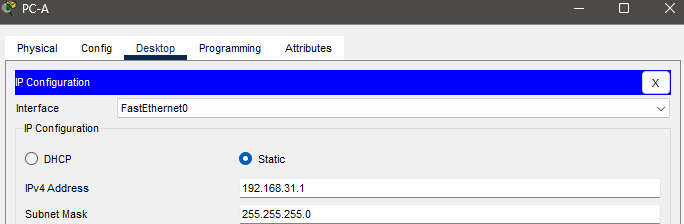 PC-A
Physical Config Desktop Programming Attributes
IP Configuration X
Interface FastEthernet0
IP Configuration
DHCP Static
IPv4 Address 192.168.31.1
Subnet Mask 255.255.255.0